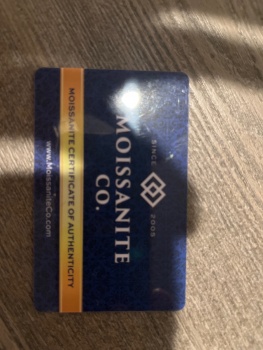 SINCE 2005
MOISSANITE
CO.
MOISSANITE CERTIFICATE OF AUTHENTICITY
www.MoissaniteCo.com